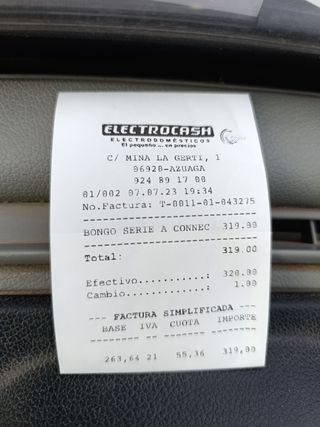 ELECTROCASH
ELECTRODOMÉSTICOS
El pequeño ... en precios
C/ MINA LA GERTI, 1
06920-AZUAGA
924 89 17 00
01/002 07.07.23 19:34
No.Factura: T-0011-01-043275
BONGO SERIE A CONNEC 319.00
Total: 319.00
Efectivo...........: 320.00
Cambio.............: 1.00
--- FACTURA SIMPLIFICADA ---
BASE IVA CUOTA IMPORTE
263,64 21 55,36 319,00